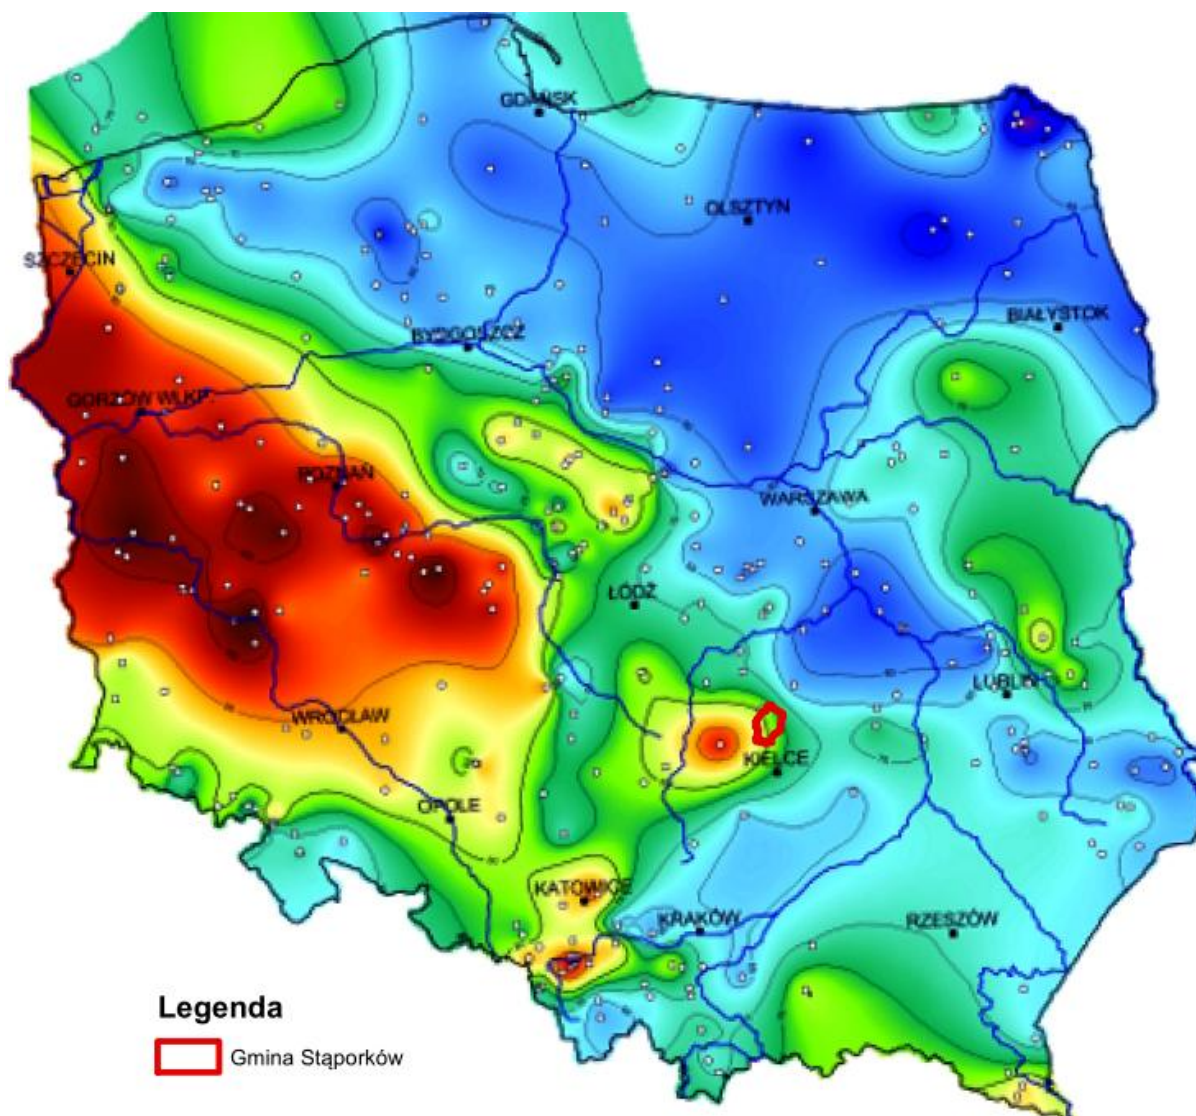 GDAŃSK
OLSZTYN
SZCZECIN
BIAŁYSTOK
BYDGOSZCZ
GORZÓW WLKP.
POZNAŃ
WARSZAWA
ŁÓDŹ
LUBLIN
WROCŁAW
KIELCE
OPOLE
KATOWICE
KRAKÓW
RZESZÓW
Legenda
Gmina Stąporków